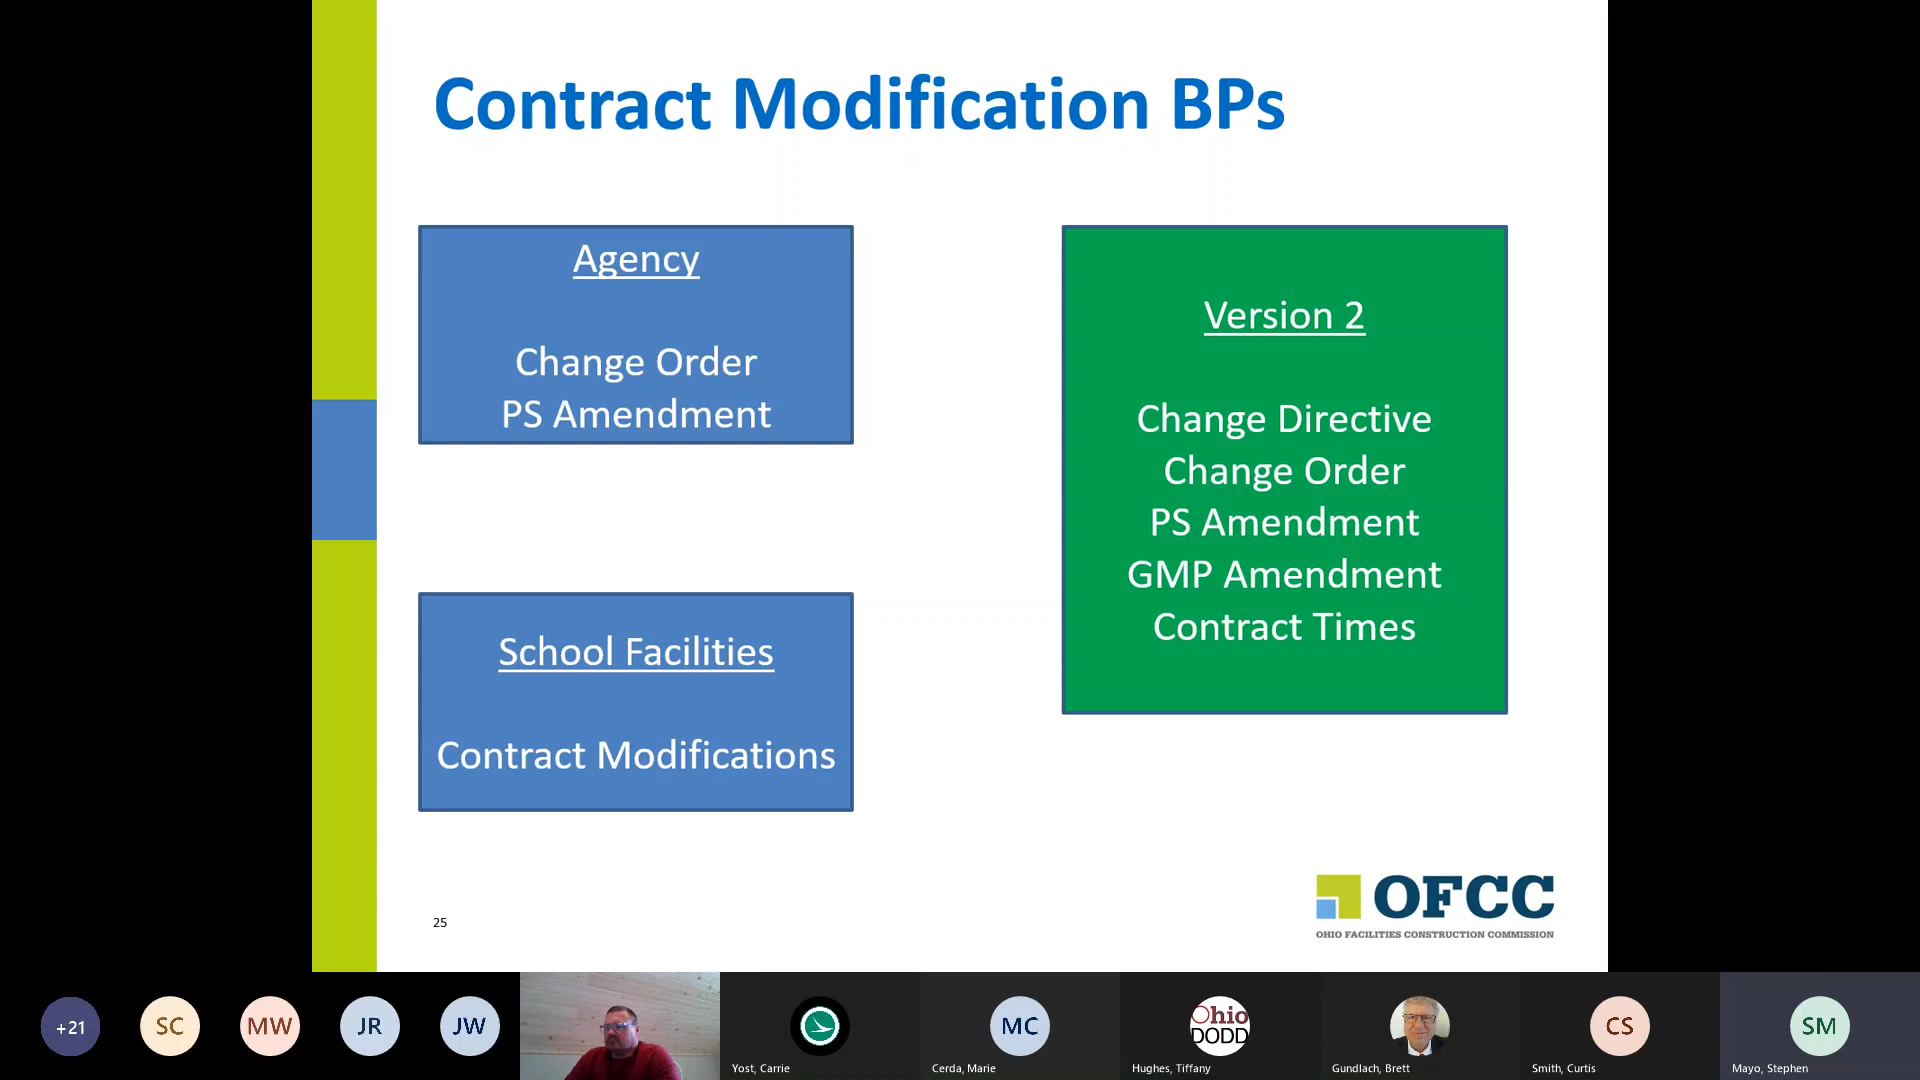 Contract Modification BPs
Agency
Change Order
PS Amendment
School Facilities
Contract Modifications
Version 2
Change Directive
Change Order
PS Amendment
GMP Amendment
Contract Times
25
OFCC
OHIO FACILITIES CONSTRUCTION COMMISSION
+21
SC
MW
JR
JW
Yost, Carrie
MC
Cerda, Marie
Ohio
DODD
Hughes, Tiffany
Gundlach, Brett
CS
Smith, Curtis
SM
Mayo, Stephen